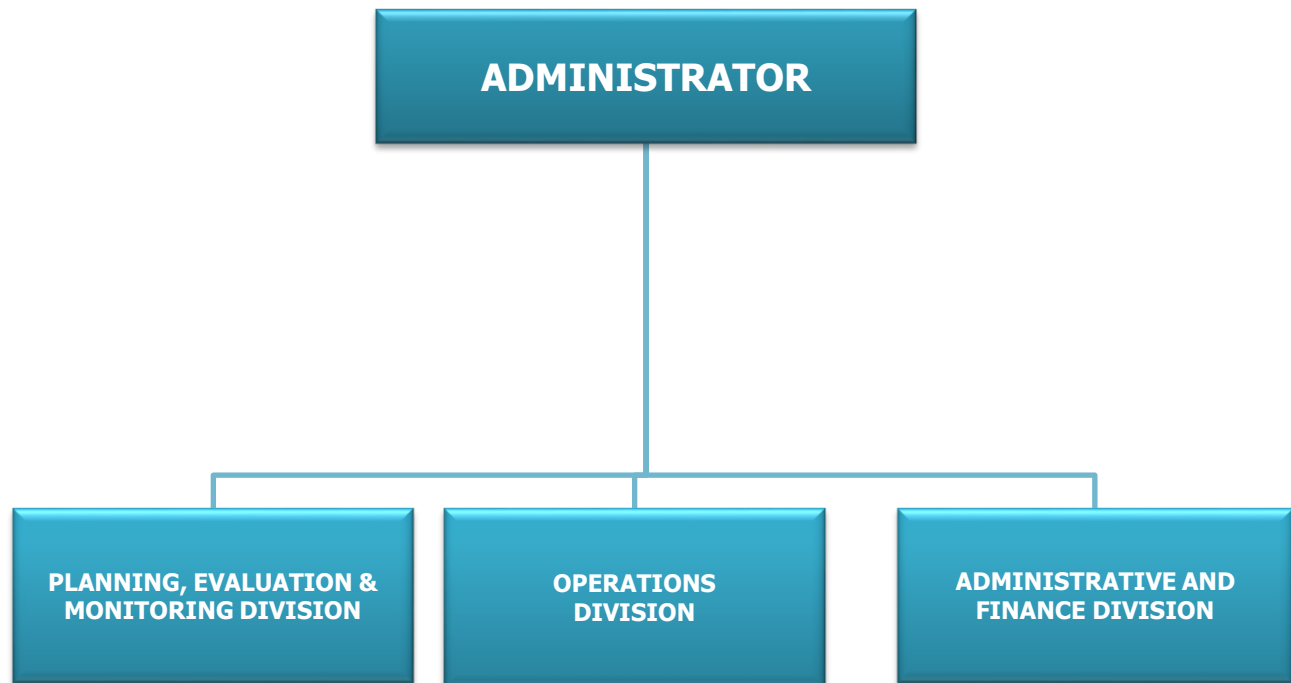 ADMINISTRATOR
PLANNING, EVALUATION &
MONITORING DIVISION
OPERATIONS
DIVISION
ADMINISTRATIVE AND
FINANCE DIVISION